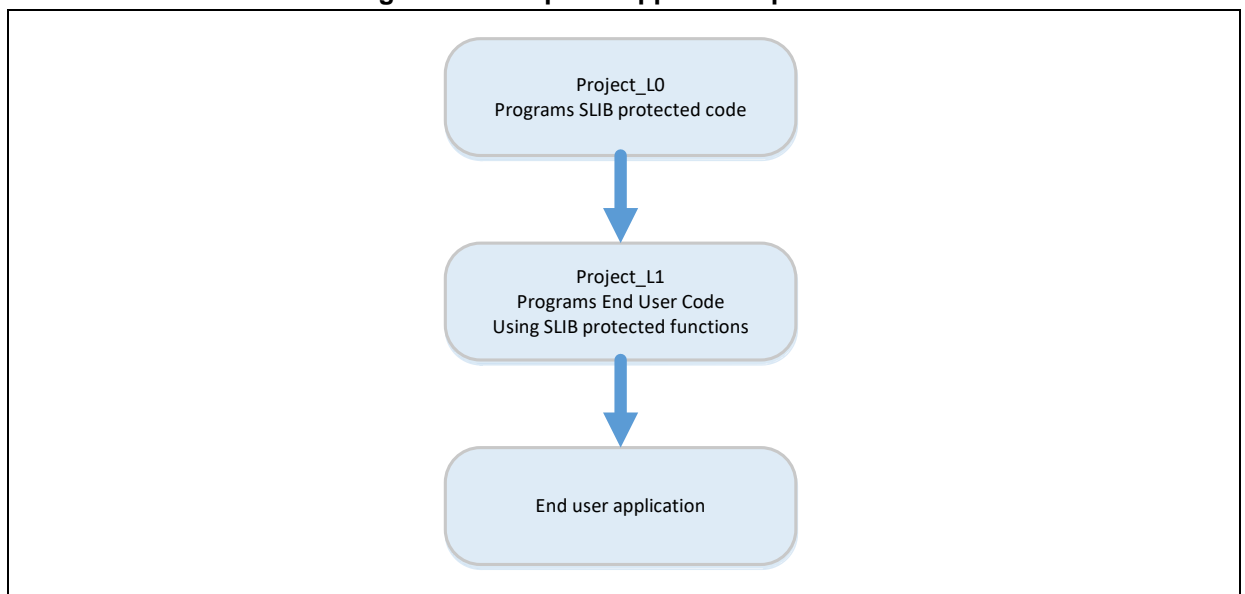 Project_L0
Programs SLIB protected code
Project_L1
Programs End User Code
Using SLIB protected functions
End user application